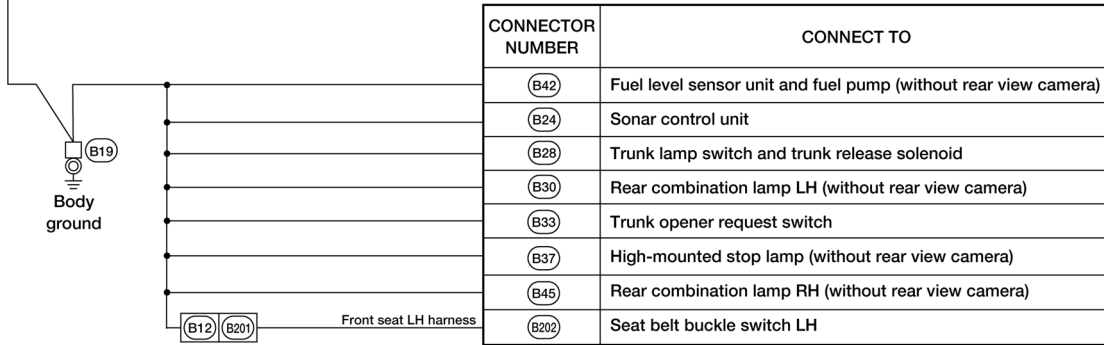 CONNECTOR
NUMBER
CONNECT TO
B42 Fuel level sensor unit and fuel pump (without rear view camera)
B24 Sonar control unit
B19
B28 Trunk lamp switch and trunk release solenoid
B30 Rear combination lamp LH (without rear view camera)
Body
ground
B33 Trunk opener request switch
B37 High-mounted stop lamp (without rear view camera)
B45 Rear combination lamp RH (without rear view camera)
B12 B201 Front seat LH harness B202 Seat belt buckle switch LH